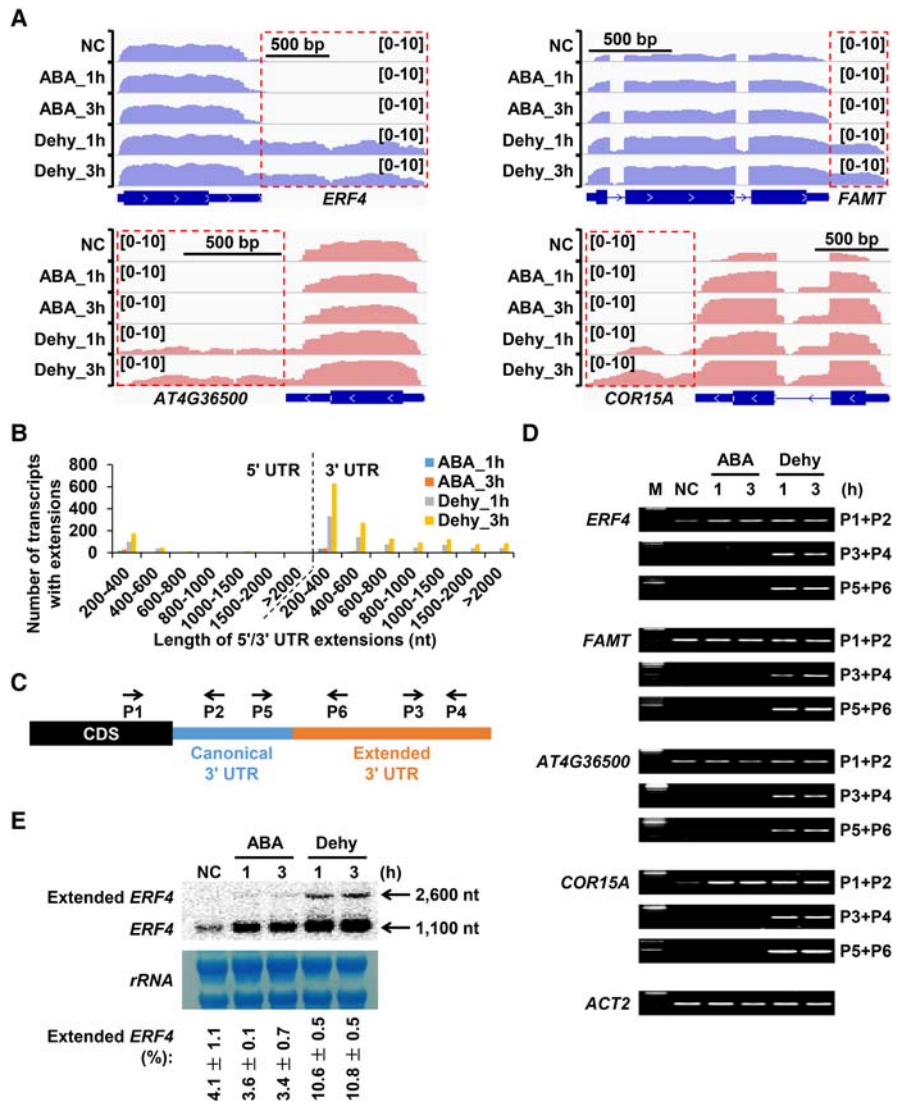 A
NC
ABA_1h
ABA_3h
Dehy_1h
Dehy_3h
500 bp
[0-10]
[0-10]
[0-10]
[0-10]
[0-10]
ERF4
NC
ABA_1h
ABA_3h
Dehy_1h
Dehy_3h
500 bp
[0-10]
[0-10]
[0-10]
[0-10]
[0-10]
FAMT
NC
ABA_1h
ABA_3h
Dehy_1h
Dehy_3h
[0-10]
[0-10]
[0-10]
[0-10]
[0-10]
500 bp
AT4G36500
NC
ABA_1h
ABA_3h
Dehy_1h
Dehy_3h
[0-10]
[0-10]
[0-10]
[0-10]
[0-10]
500 bp
COR15A
B
Number of transcripts
with extensions
800
600
400
200
0
5' UTR
3' UTR
ABA_1h
ABA_3h
Dehy_1h
Dehy_3h
200-400
400-600
600-800
800-1000
1000-1500
1500-2000
>2000
200-400
400-600
600-800
800-1000
1000-1500
1500-2000
>2000
Length of 5'/3' UTR extensions (nt)
C
P1
P2
P5
P6
P3
P4
CDS
Canonical
3' UTR
Extended
3' UTR
D
ABA
Dehy
M NC 1 3 1 3 (h)
ERF4
P1+P2
P3+P4
P5+P6
FAMT
P1+P2
P3+P4
P5+P6
AT4G36500
P1+P2
P3+P4
P5+P6
COR15A
P1+P2
P3+P4
P5+P6
ACT2
E
ABA
Dehy
NC 1 3 1 3 (h)
Extended ERF4
2,600 nt
ERF4
1,100 nt
rRNA
Extended ERF4
(%):
4.1 ± 1.1
3.6 ± 0.1
3.4 ± 0.7
10.6 ± 0.5
10.8 ± 0.5